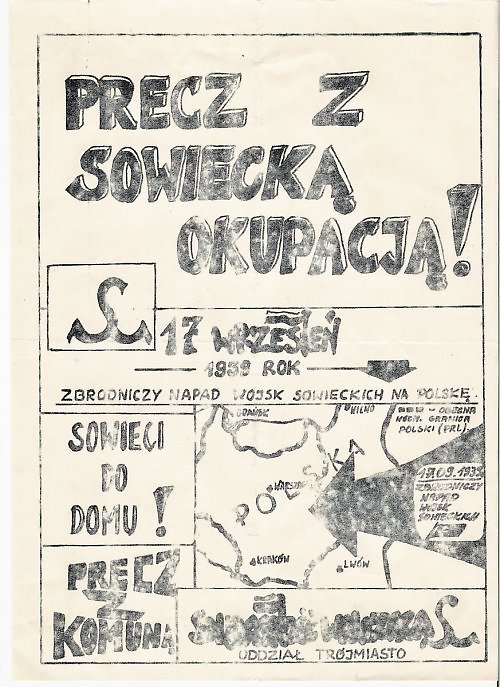 PRECZ Z
SOWIECKĄ
OKUPACJĄ!
17 WRZESIEŃ
1939 ROK
ZBRODNICZY NAPAD WOJSK SOWIECKICH NA POLSKĘ.
SOWIECI
DO
DOMU!
PRECZ
Z
KOMUNĄ
GDAŃSK
WILNO
- OBECNA
WSCH. GRANICA
POLSKI (PRL)
WARSZAWA
POLSKA
17.09.1939
ZBRODNICZY
NAPAD
WOJSK
SOWIECKICH
KRAKÓW
LWÓW
SOLIDARNOŚĆ WALCZĄCA
ODDZIAŁ TRÓJMIASTO